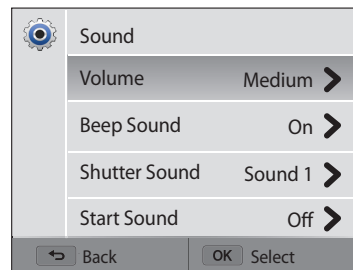 Sound
Volume Medium
Beep Sound On
Shutter Sound Sound 1
Start Sound Off
Back OK Select